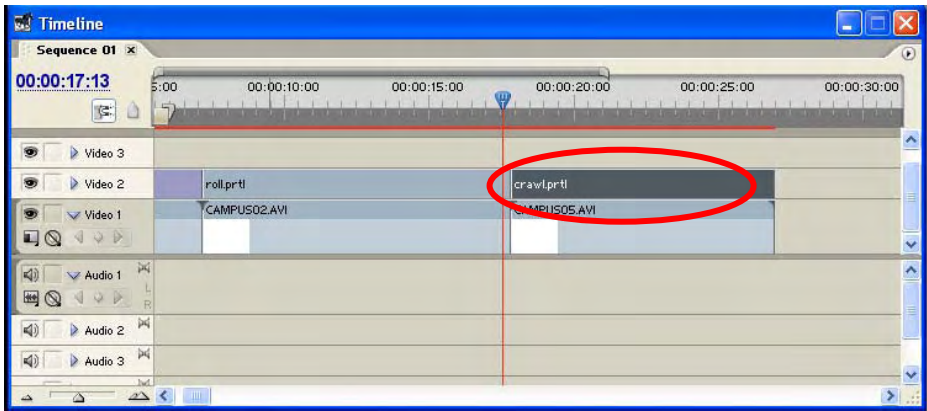 Timeline
Sequence 01
00:00:17:13
5:00 00:00:10:00 00:00:15:00 00:00:20:00 00:00:25:00 00:00:30:00
Video 3
Video 2 roll.prtl crawl.prtl
Video 1 CAMPUS02.AVI CAMPUS05.AVI
Audio 1
L
R
Audio 2
Audio 3